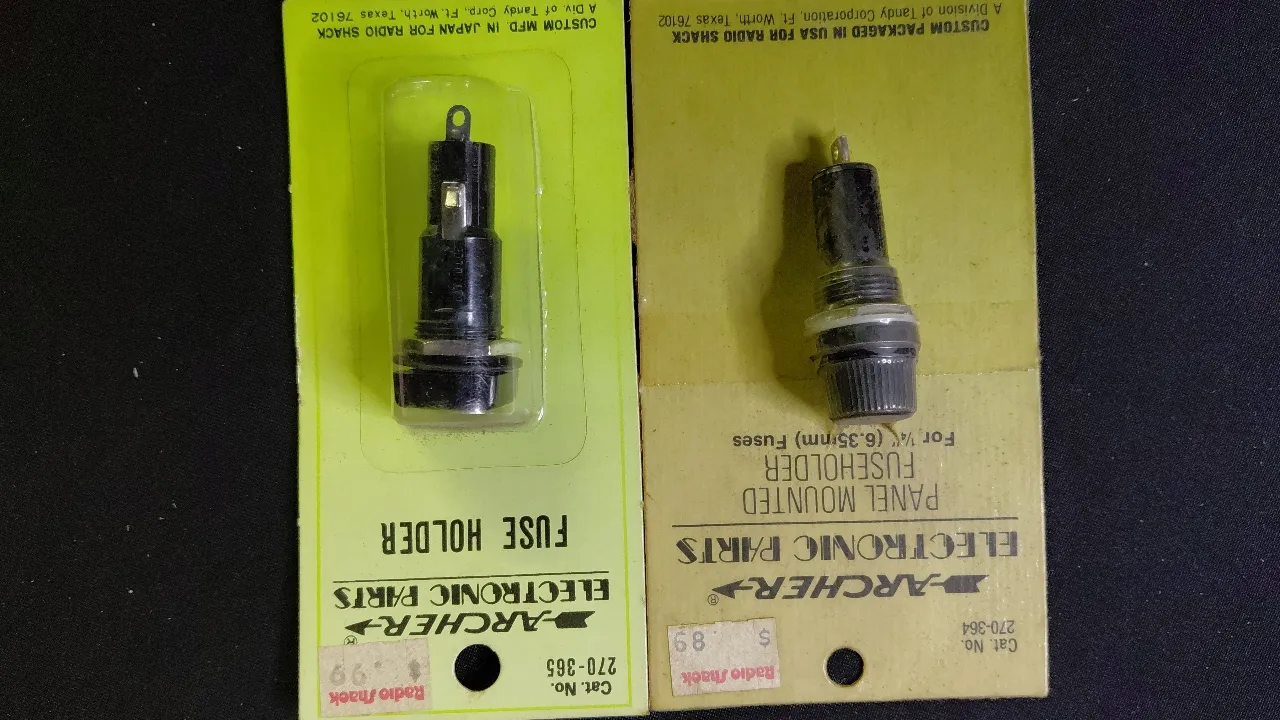 Cat. No.
270-364
Radio Shack
$ .89
ARCHER®
ELECTRONIC PARTS
PANEL MOUNTED
FUSEHOLDER
For ¼" (6.35mm) Fuses
CUSTOM PACKAGED IN USA FOR RADIO SHACK
A Division of Tandy Corporation, Ft. Worth, Texas 76102
Cat. No.
270-365
Radio Shack
$ .99
ARCHER®
ELECTRONIC PARTS
FUSE HOLDER
CUSTOM MFD. IN JAPAN FOR RADIO SHACK
A Div. of Tandy Corp., Ft. Worth, Texas 76102